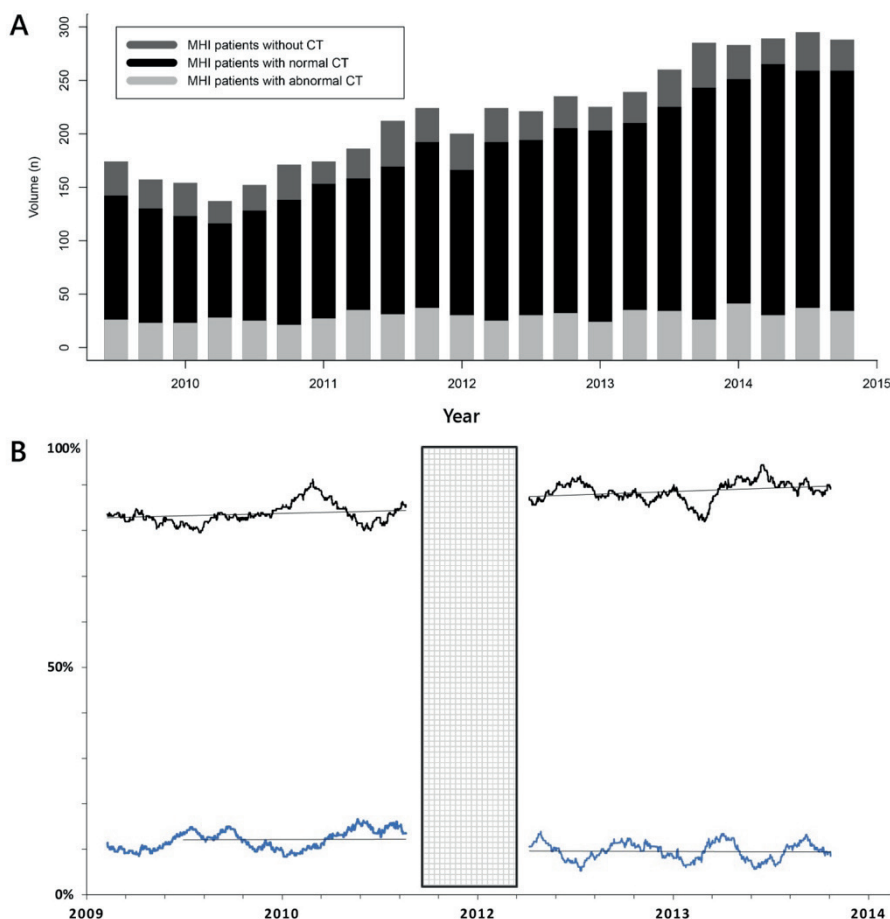 A
300
250
200
150
100
50
0
Volume (n)
MHI patients without CT
MHI patients with normal CT
MHI patients with abnormal CT
2010 2011 2012 2013 2014 2015
Year
B
100%
50%
0%
2009 2010 2012 2013 2014